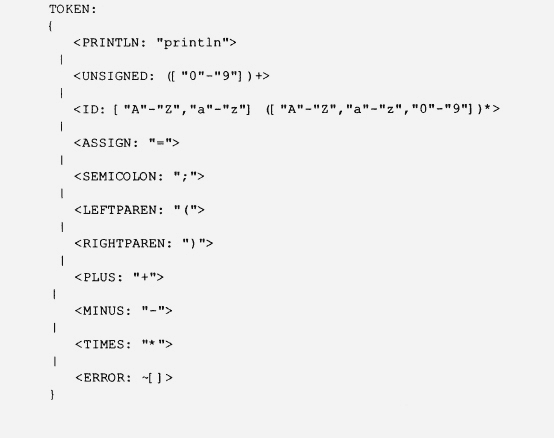 TOKEN:
{
<PRINTLN: "println">
|
<UNSIGNED: (["0"-"9"])+>
|
<ID: ["A"-"Z","a"-"z"] (["A"-"Z","a"-"z","0"-"9"])*>
|
<ASSIGN: "=">
|
<SEMICOLON: ";">
|
<LEFTPAREN: "(">
|
<RIGHTPAREN: ")">
|
<PLUS: "+">
|
<MINUS: "-">
|
<TIMES: "*">
|
<ERROR: ~[]>
}